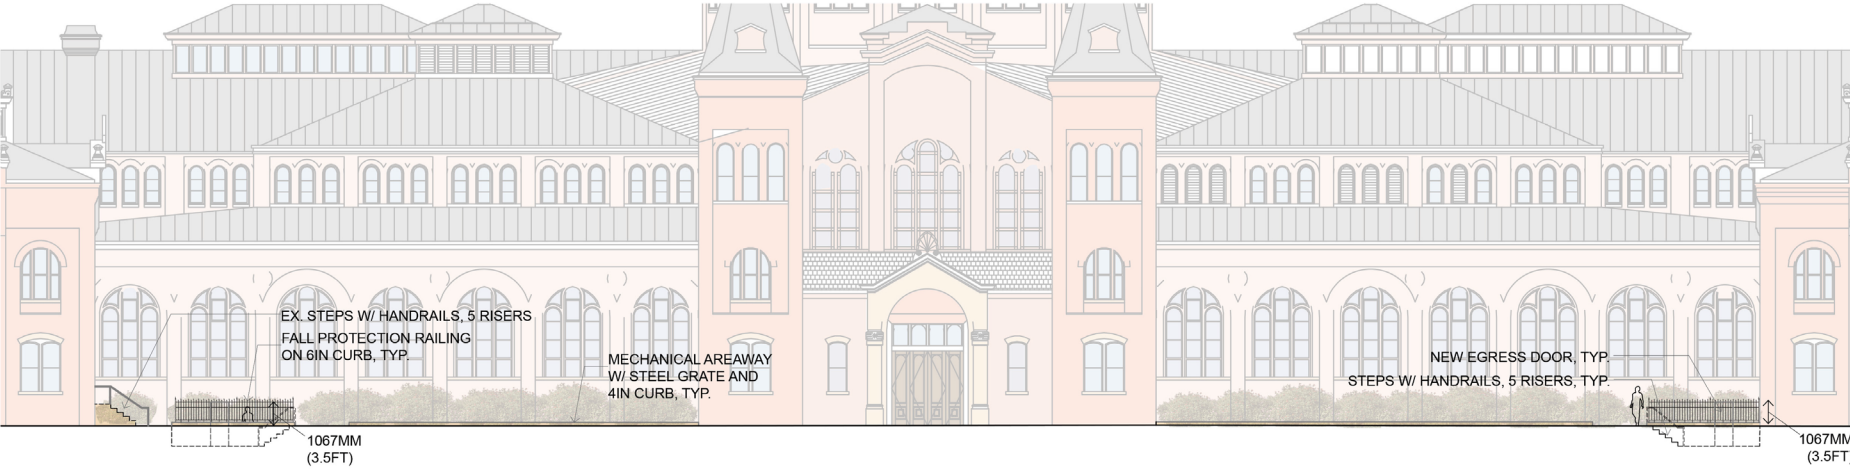 EX. STEPS W/ HANDRAILS, 5 RISERS
FALL PROTECTION RAILING
ON 6IN CURB, TYP.
MECHANICAL AREAWAY
W/ STEEL GRATE AND
4IN CURB, TYP.
1067MM
(3.5FT)
NEW EGRESS DOOR, TYP.
STEPS W/ HANDRAILS, 5 RISERS, TYP.
1067MM
(3.5FT)